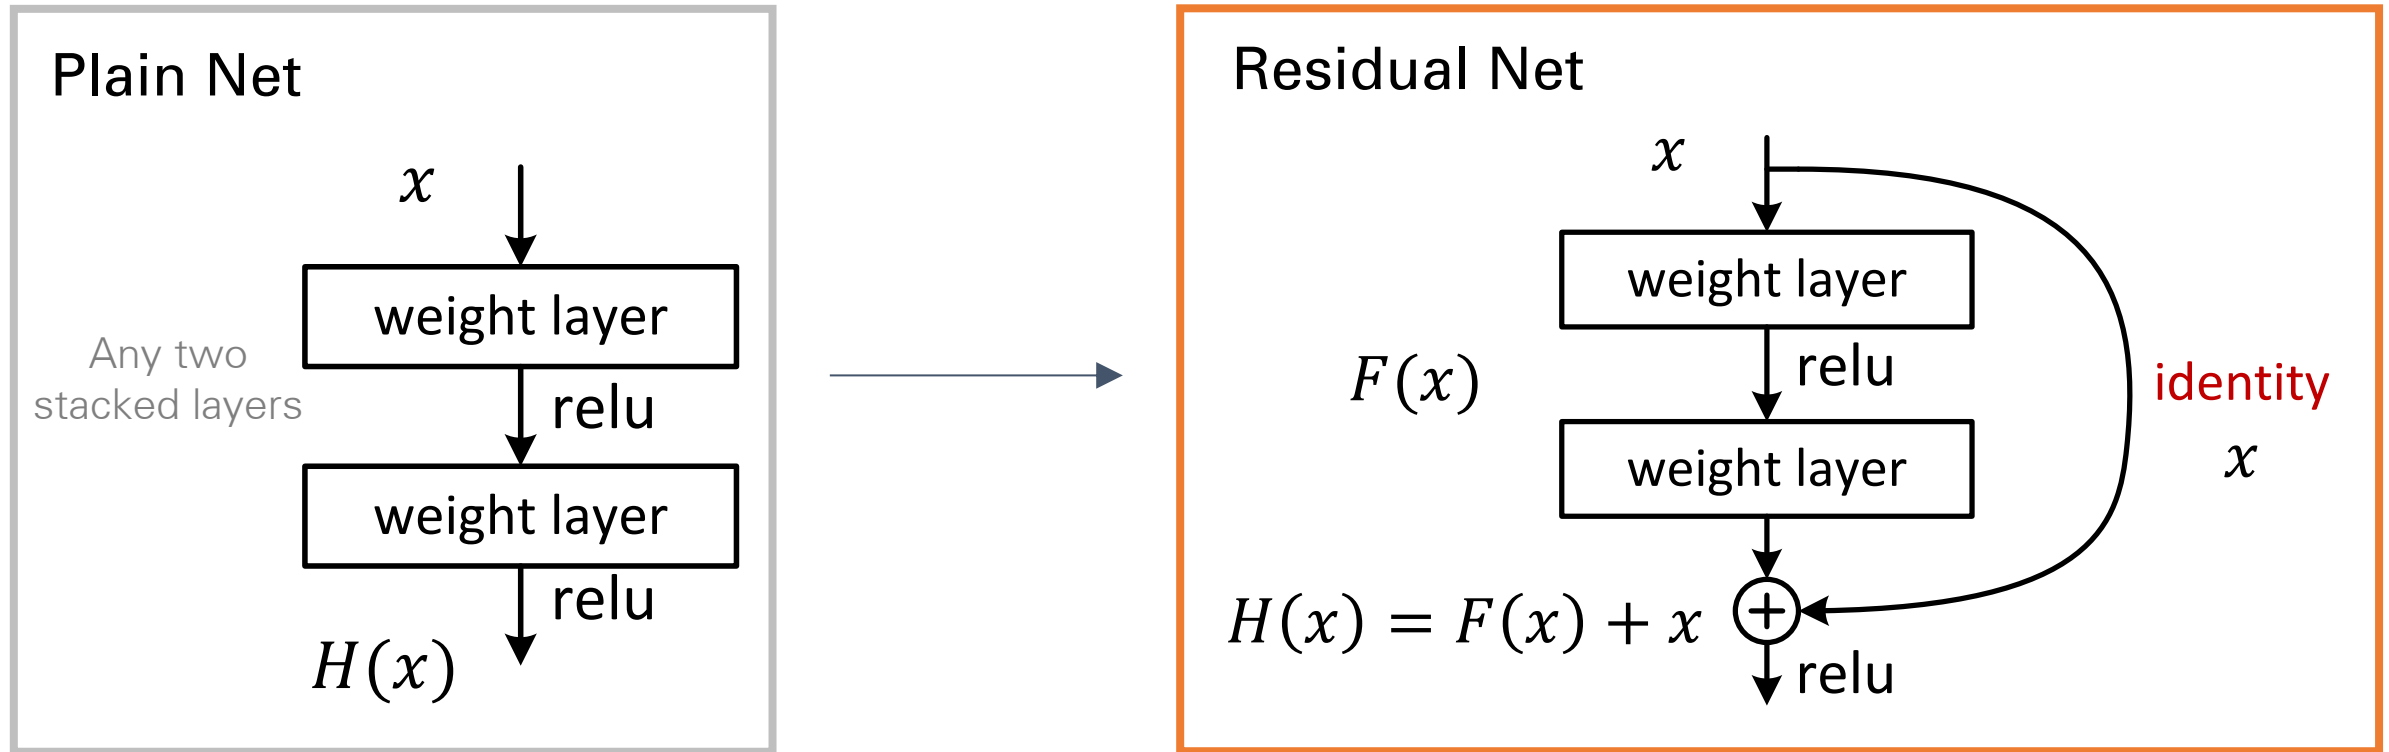 Plain Net
x
weight layer
Any two
stacked layers
relu
weight layer
relu
H(x)
Residual Net
x
weight layer
F(x)
relu
identity
x
weight layer
H(x) = F(x) + x
+
relu